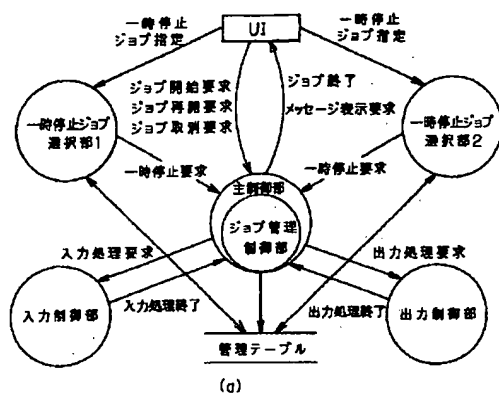 一時停止
ジョブ指定
UI
一時停止
ジョブ指定
ジョブ開始要求
ジョブ再開要求
ジョブ取消要求
ジョブ終了
メッセージ表示要求
一時停止ジョブ
選択部1
一時停止ジョブ
選択部2
一時停止要求
一時停止要求
主制御部
ジョブ管理
制御部
入力処理要求
出力処理要求
入力制御部
入力処理終了
出力処理終了
出力制御部
管理テーブル
(a)